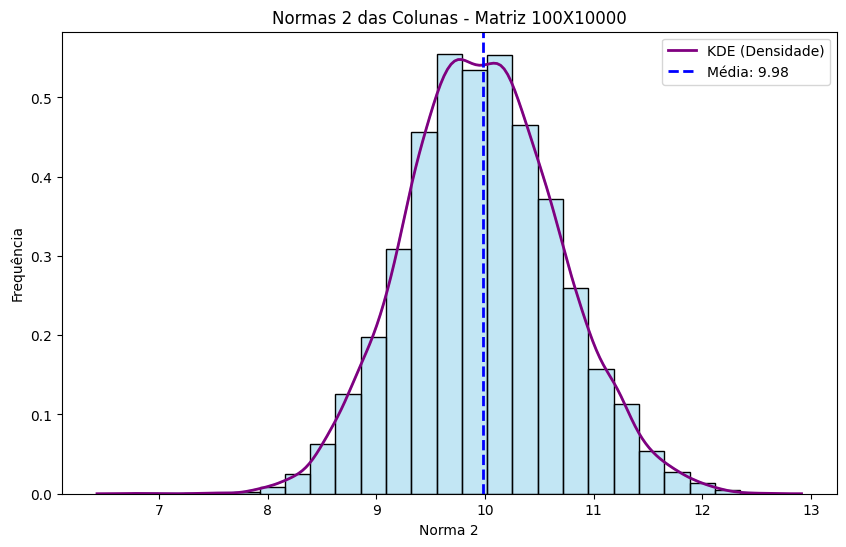 Normas 2 das Colunas - Matriz 100X10000
KDE (Densidade)
Média: 9.98
Frequência
0.5
0.4
0.3
0.2
0.1
0.0
7
8
9
10
11
12
13
Norma 2